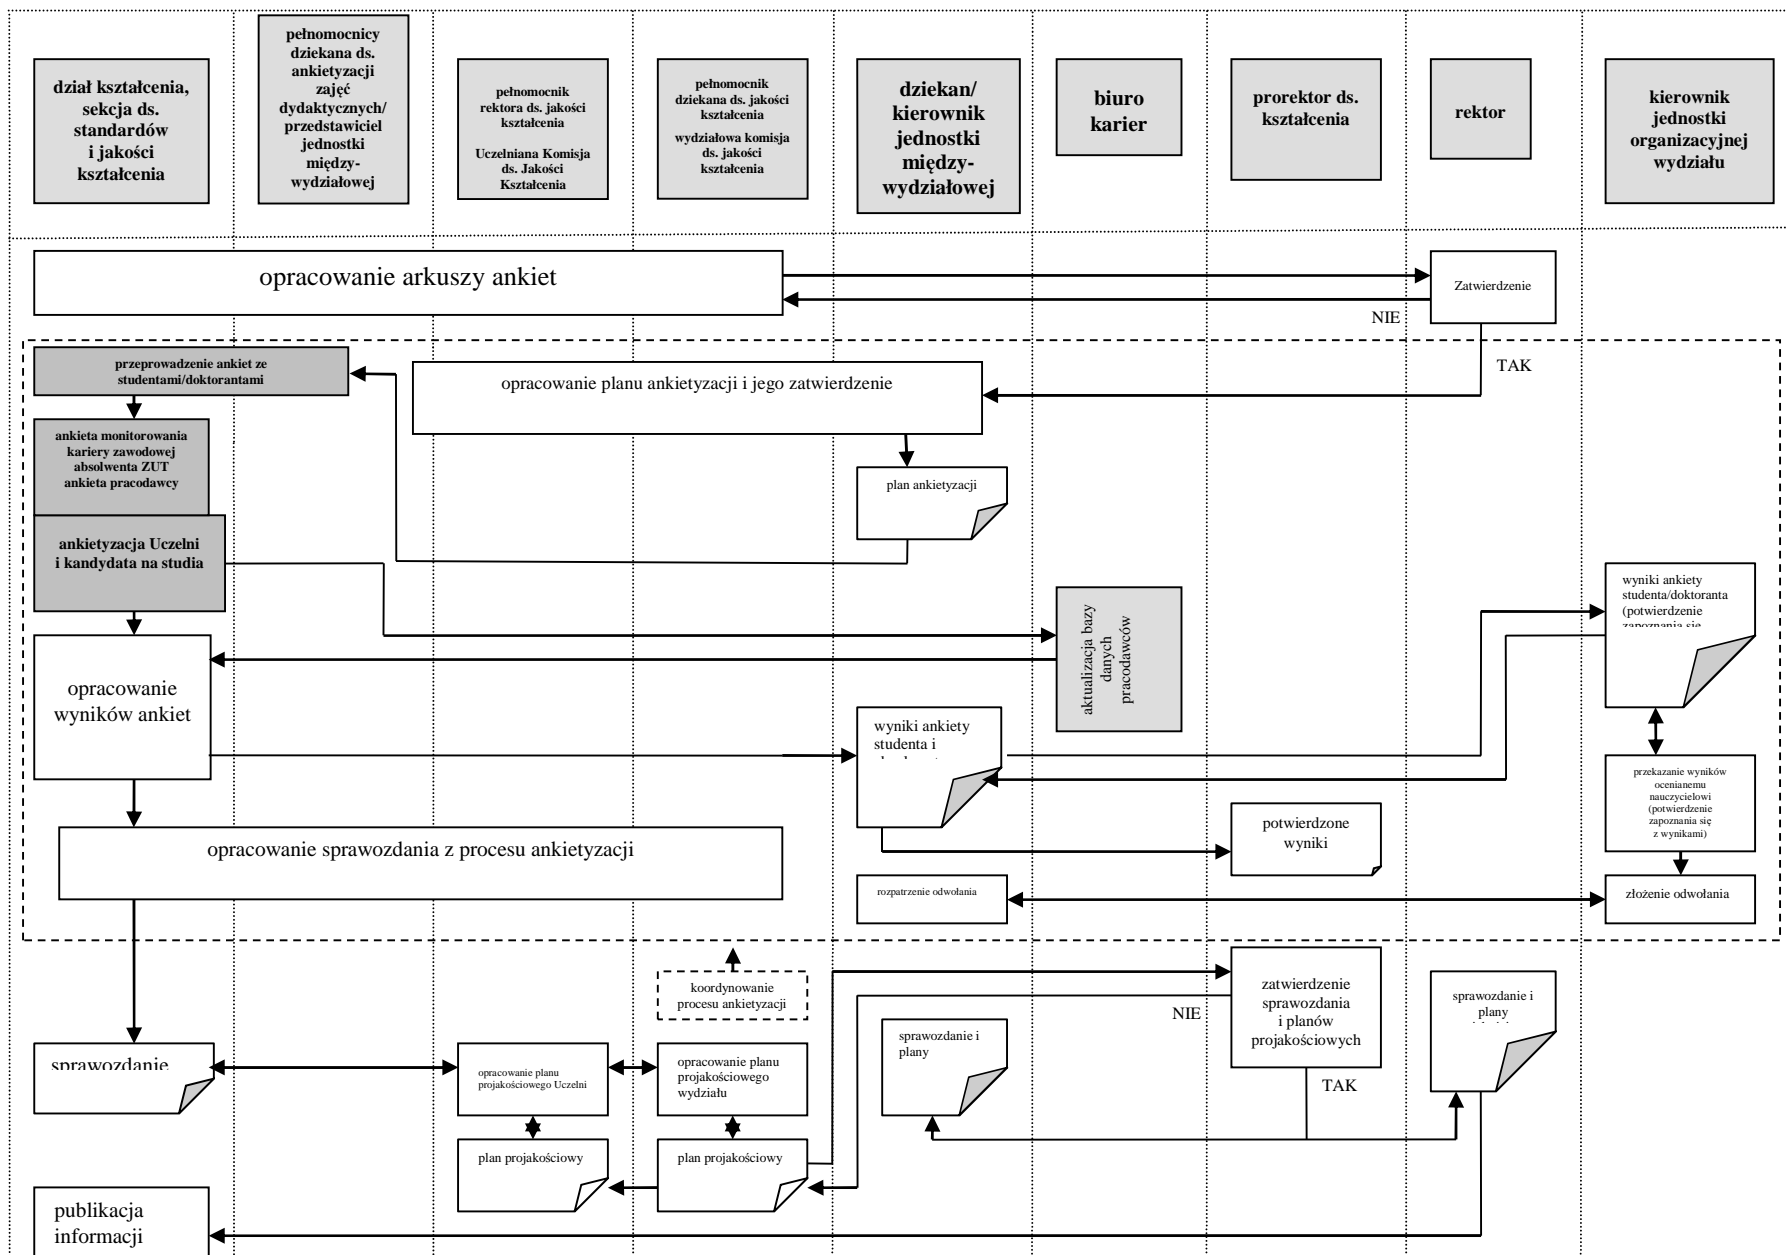 dział kształcenia,
sekcja ds.
standardów
i jakości
kształcenia
pełnomocnicy
dziekana ds.
ankietyzacji
zajęć
dydaktycznych/
przedstawiciel
jednostki
między-
wydziałowej
pełnomocnik
rektora ds. jakości
kształcenia
Uczelniana Komisja
ds. Jakości
Kształcenia
pełnomocnik
dziekana ds. jakości
kształcenia
wydziałowa komisja
ds. jakości
kształcenia
dziekan/
kierownik
jednostki
między-
wydziałowej
biuro
karier
prorektor ds.
kształcenia
rektor
kierownik
jednostki
organizacyjnej
wydziału
opracowanie arkuszy ankiet
Zatwierdzenie
NIE
TAK
przeprowadzenie ankiet ze
studentami/doktorantami
opracowanie planu ankietyzacji i jego zatwierdzenie
ankieta monitorowania
kariery zawodowej
absolwenta ZUT
ankieta pracodawcy
plan ankietyzacji
ankietyzacja Uczelni
i kandydata na studia
aktualizacja bazy
danych
pracodawców
wyniki ankiety
studenta/doktoranta
(potwierdzenie
zapoznania się
opracowanie
wyników ankiet
wyniki ankiety
studenta i
przekazanie wyników
ocenianemu
nauczycielowi
(potwierdzenie
zapoznania się
z wynikami)
potwierdzone
wyniki
opracowanie sprawozdania z procesu ankietyzacji
rozpatrzenie odwołania
złożenie odwołania
koordynowanie
procesu ankietyzacji
zatwierdzenie
sprawozdania
i planów
projakościowych
NIE
TAK
sprawozdanie i
plany
sprawozdanie i
plany
sprawozdanie
opracowanie planu
projakościowego Uczelni
opracowanie planu
projakościowego
wydziału
plan projakościowy
plan projakościowy
publikacja
informacji